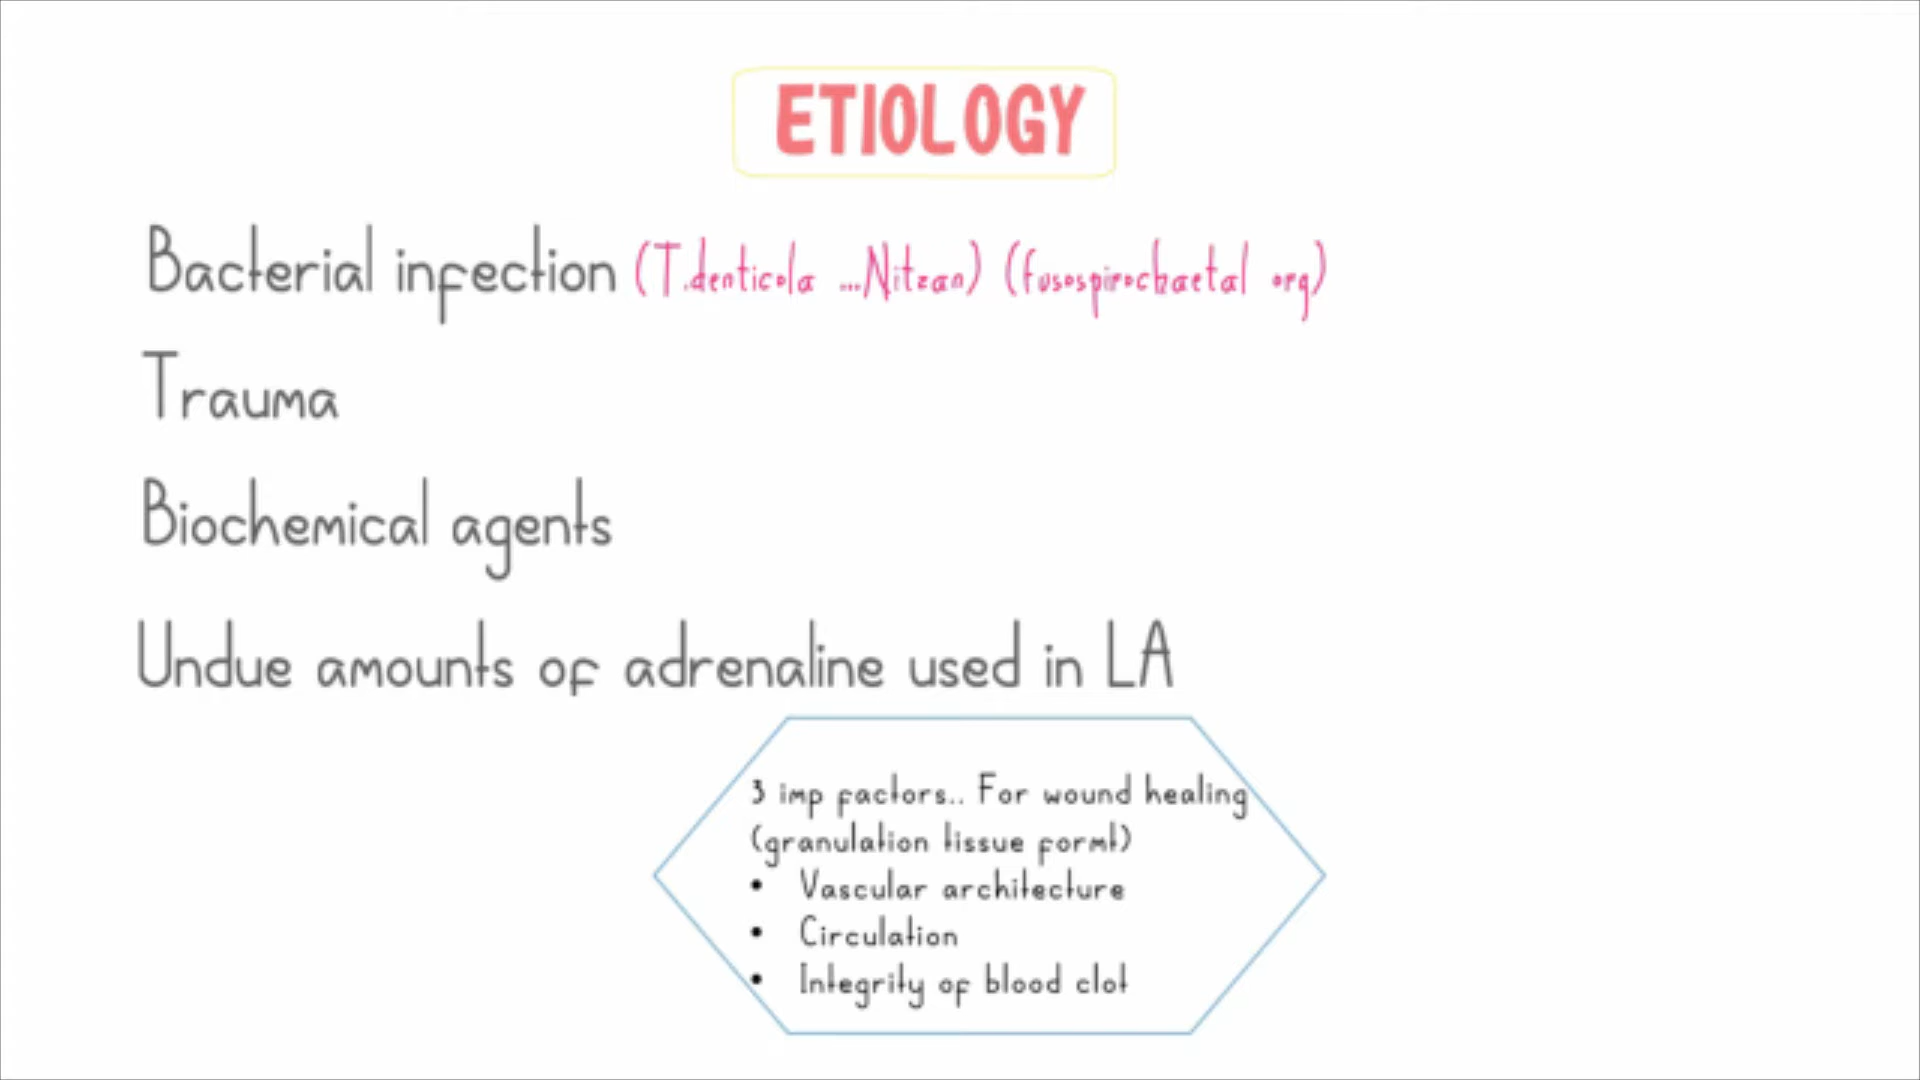 ETIOLOGY
Bacterial infection (T.denticola ...Nitzan) (fusospirochaetal org)
Trauma
Biochemical agents
Undue amounts of adrenaline used in LA
3 imp factors.. For wound healing
(granulation tissue formt)
• Vascular architecture
• Circulation
• Integrity of blood clot